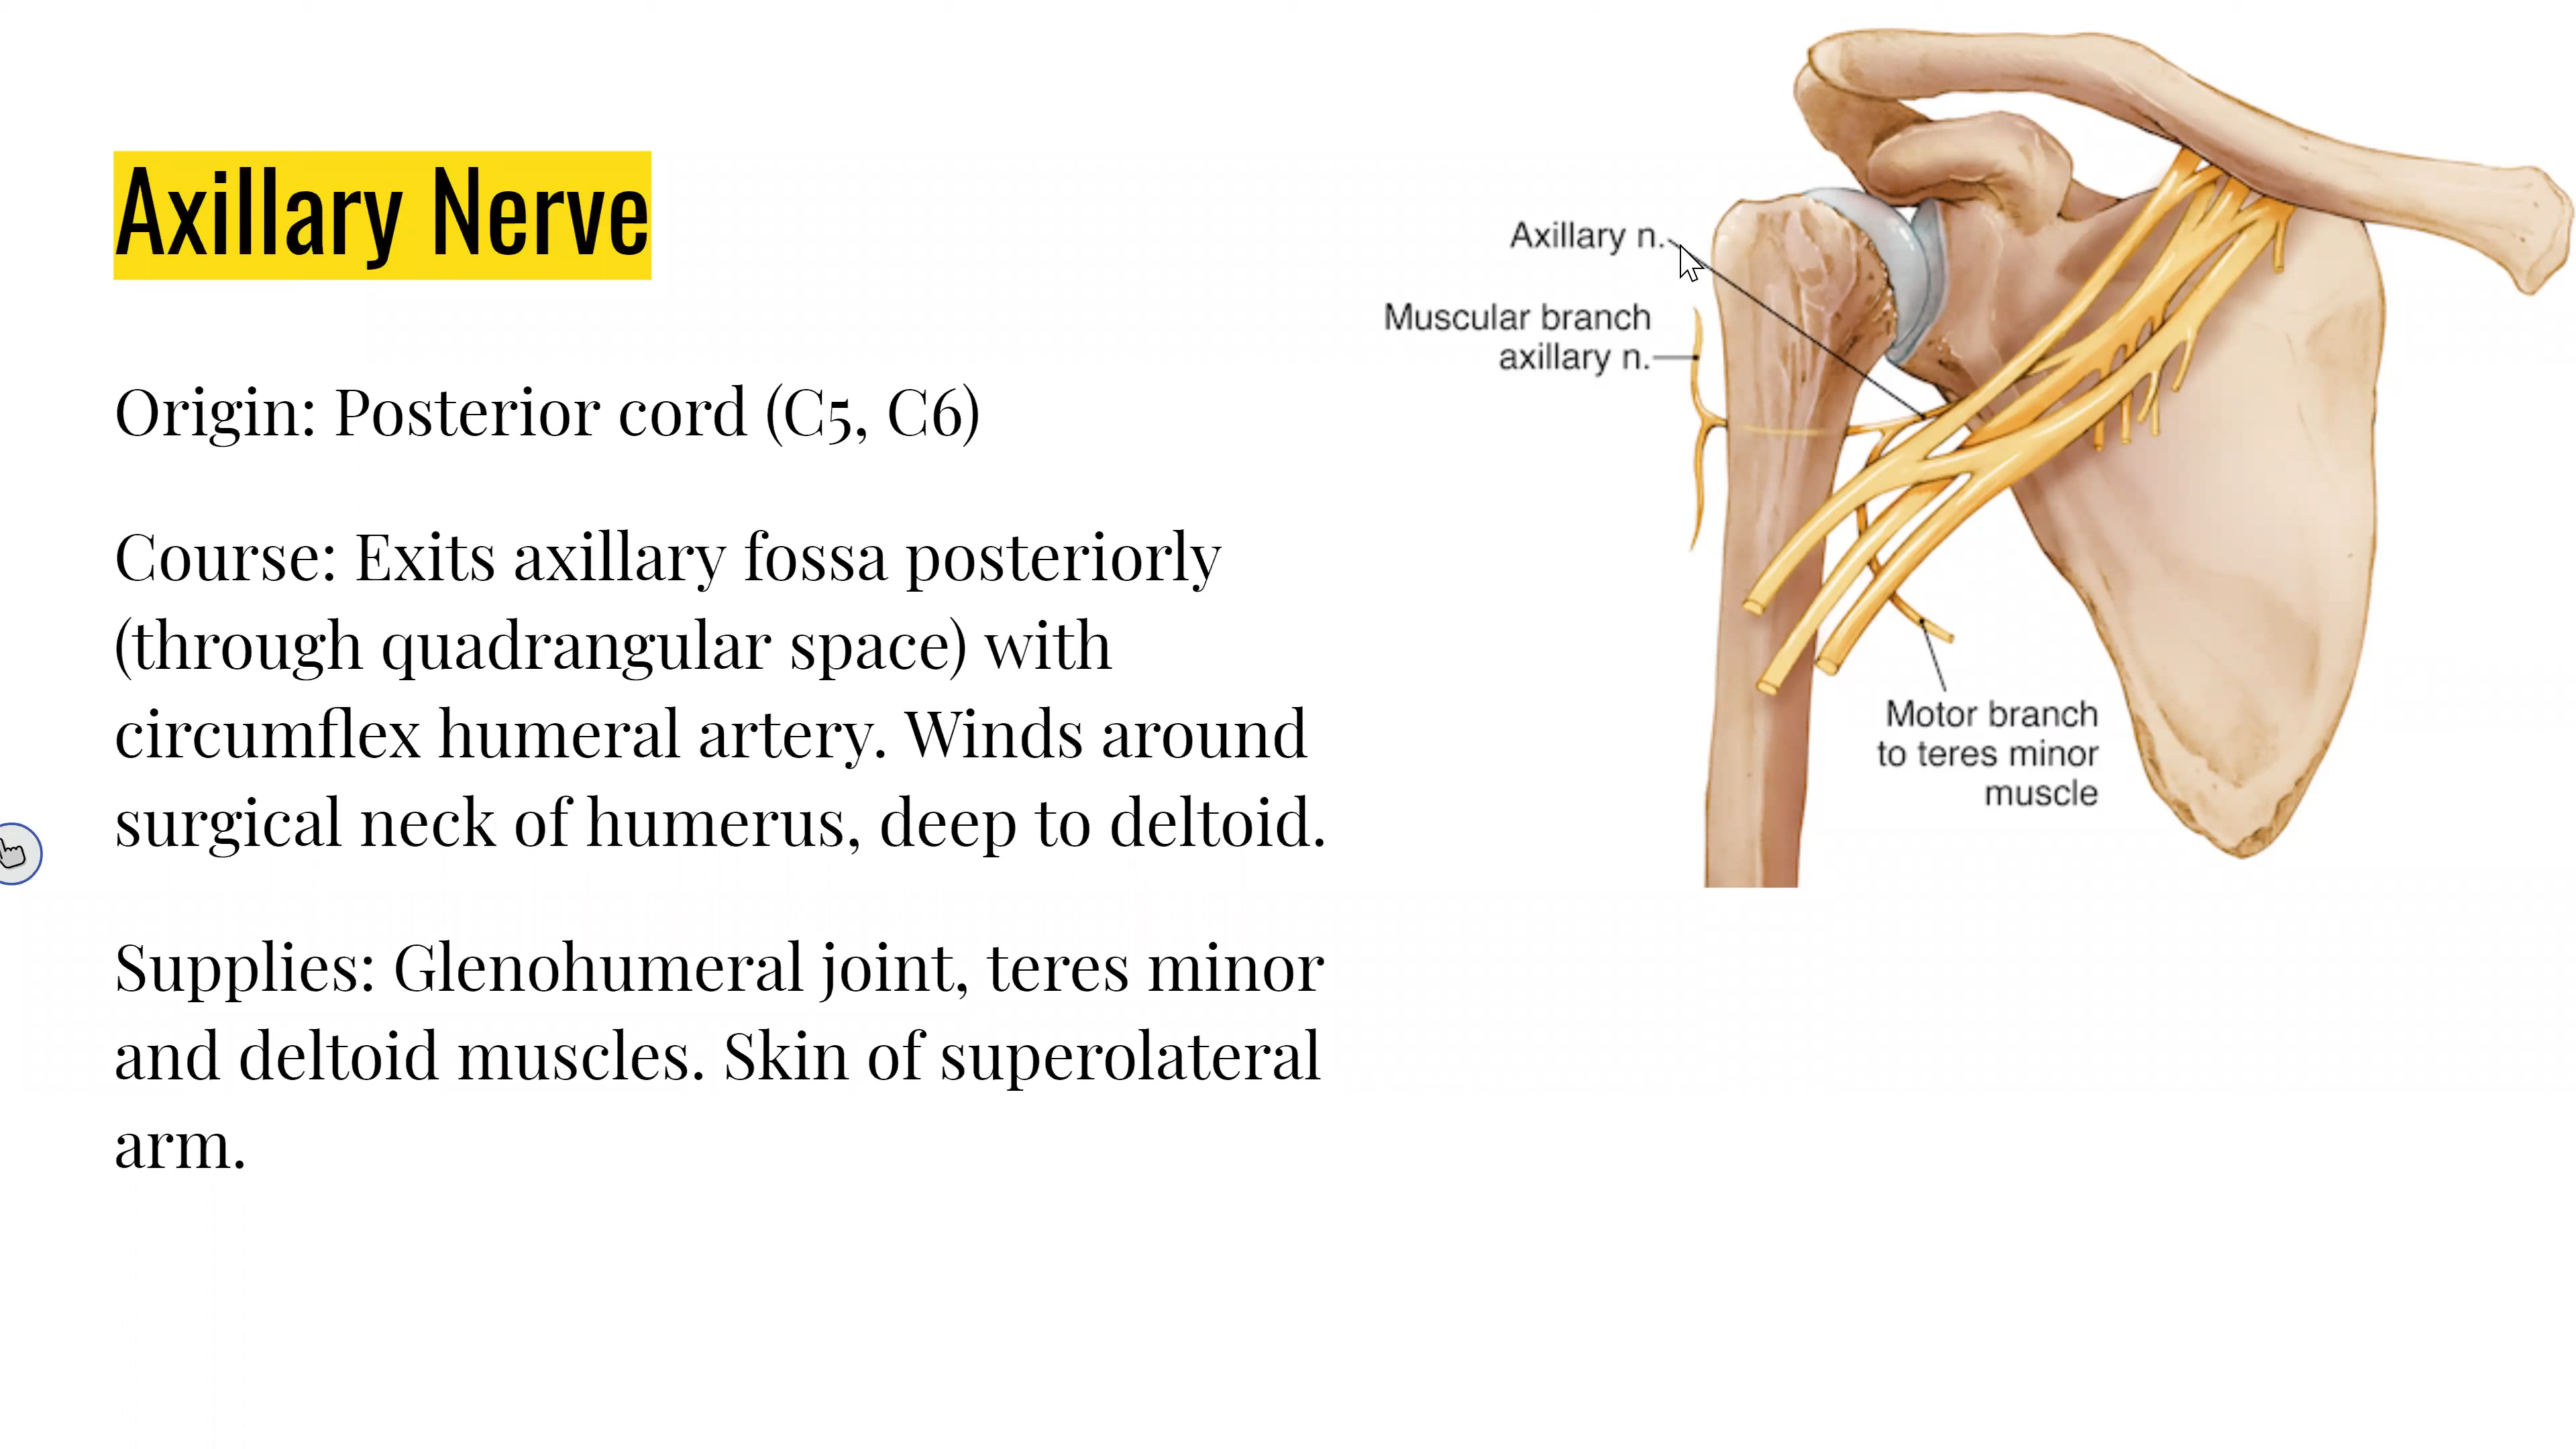 Axillary Nerve
Origin: Posterior cord (C5, C6)
Course: Exits axillary fossa posteriorly
(through quadrangular space) with
circumflex humeral artery. Winds around
surgical neck of humerus, deep to deltoid.
Supplies: Glenohumeral joint, teres minor
and deltoid muscles. Skin of superolateral
arm.
Axillary n.
Muscular branch
axillary n.
Motor branch
to teres minor
muscle